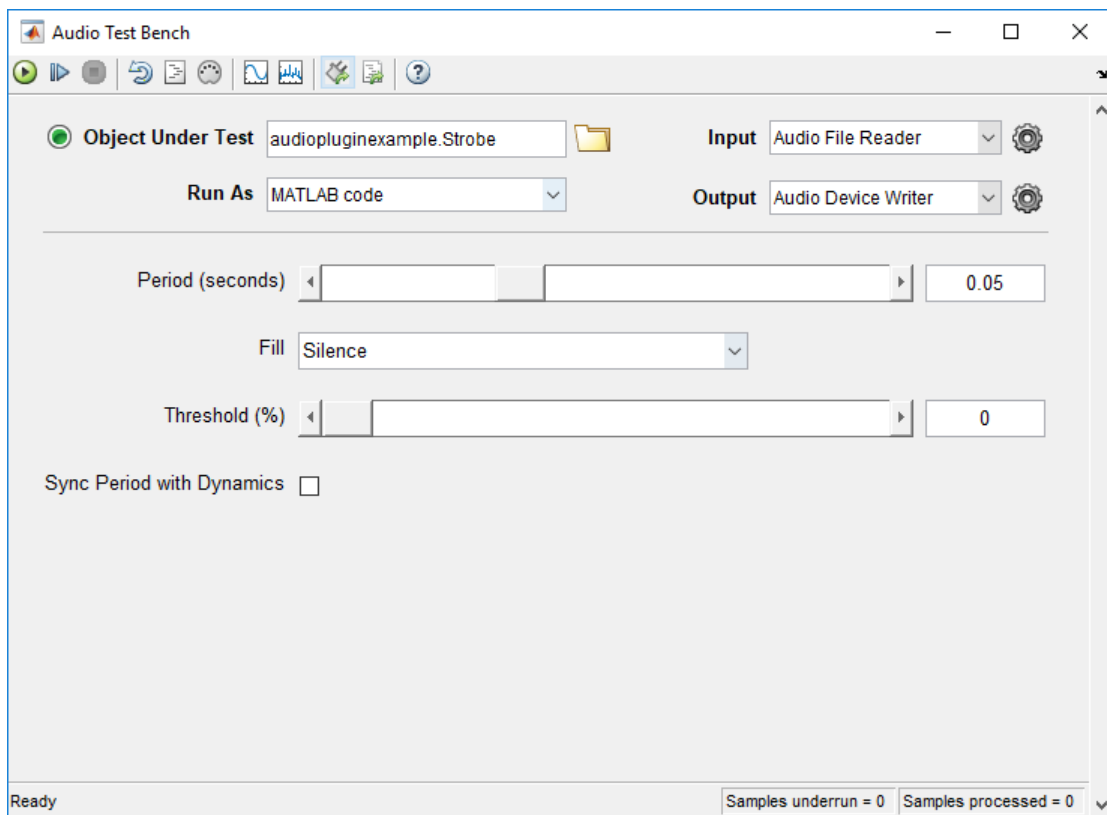 Audio Test Bench
Object Under Test audiopluginexample.Strobe Input Audio File Reader
Run As MATLAB code Output Audio Device Writer
Period (seconds) 0.05
Fill Silence
Threshold (%) 0
Sync Period with Dynamics
Ready Samples underrun = 0 Samples processed = 0